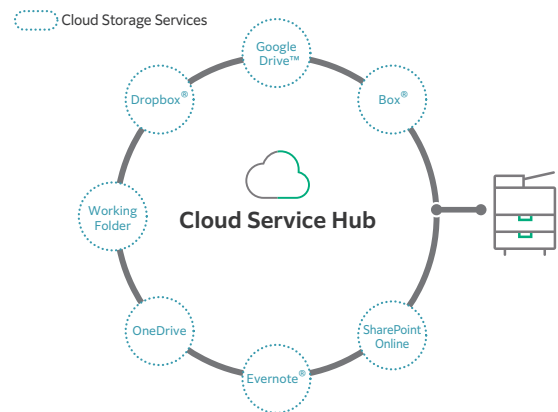 Cloud Storage Services
Google
Drive™
Dropbox®
Box®
Working
Folder
Cloud Service Hub
OneDrive
SharePoint
Online
Evernote®